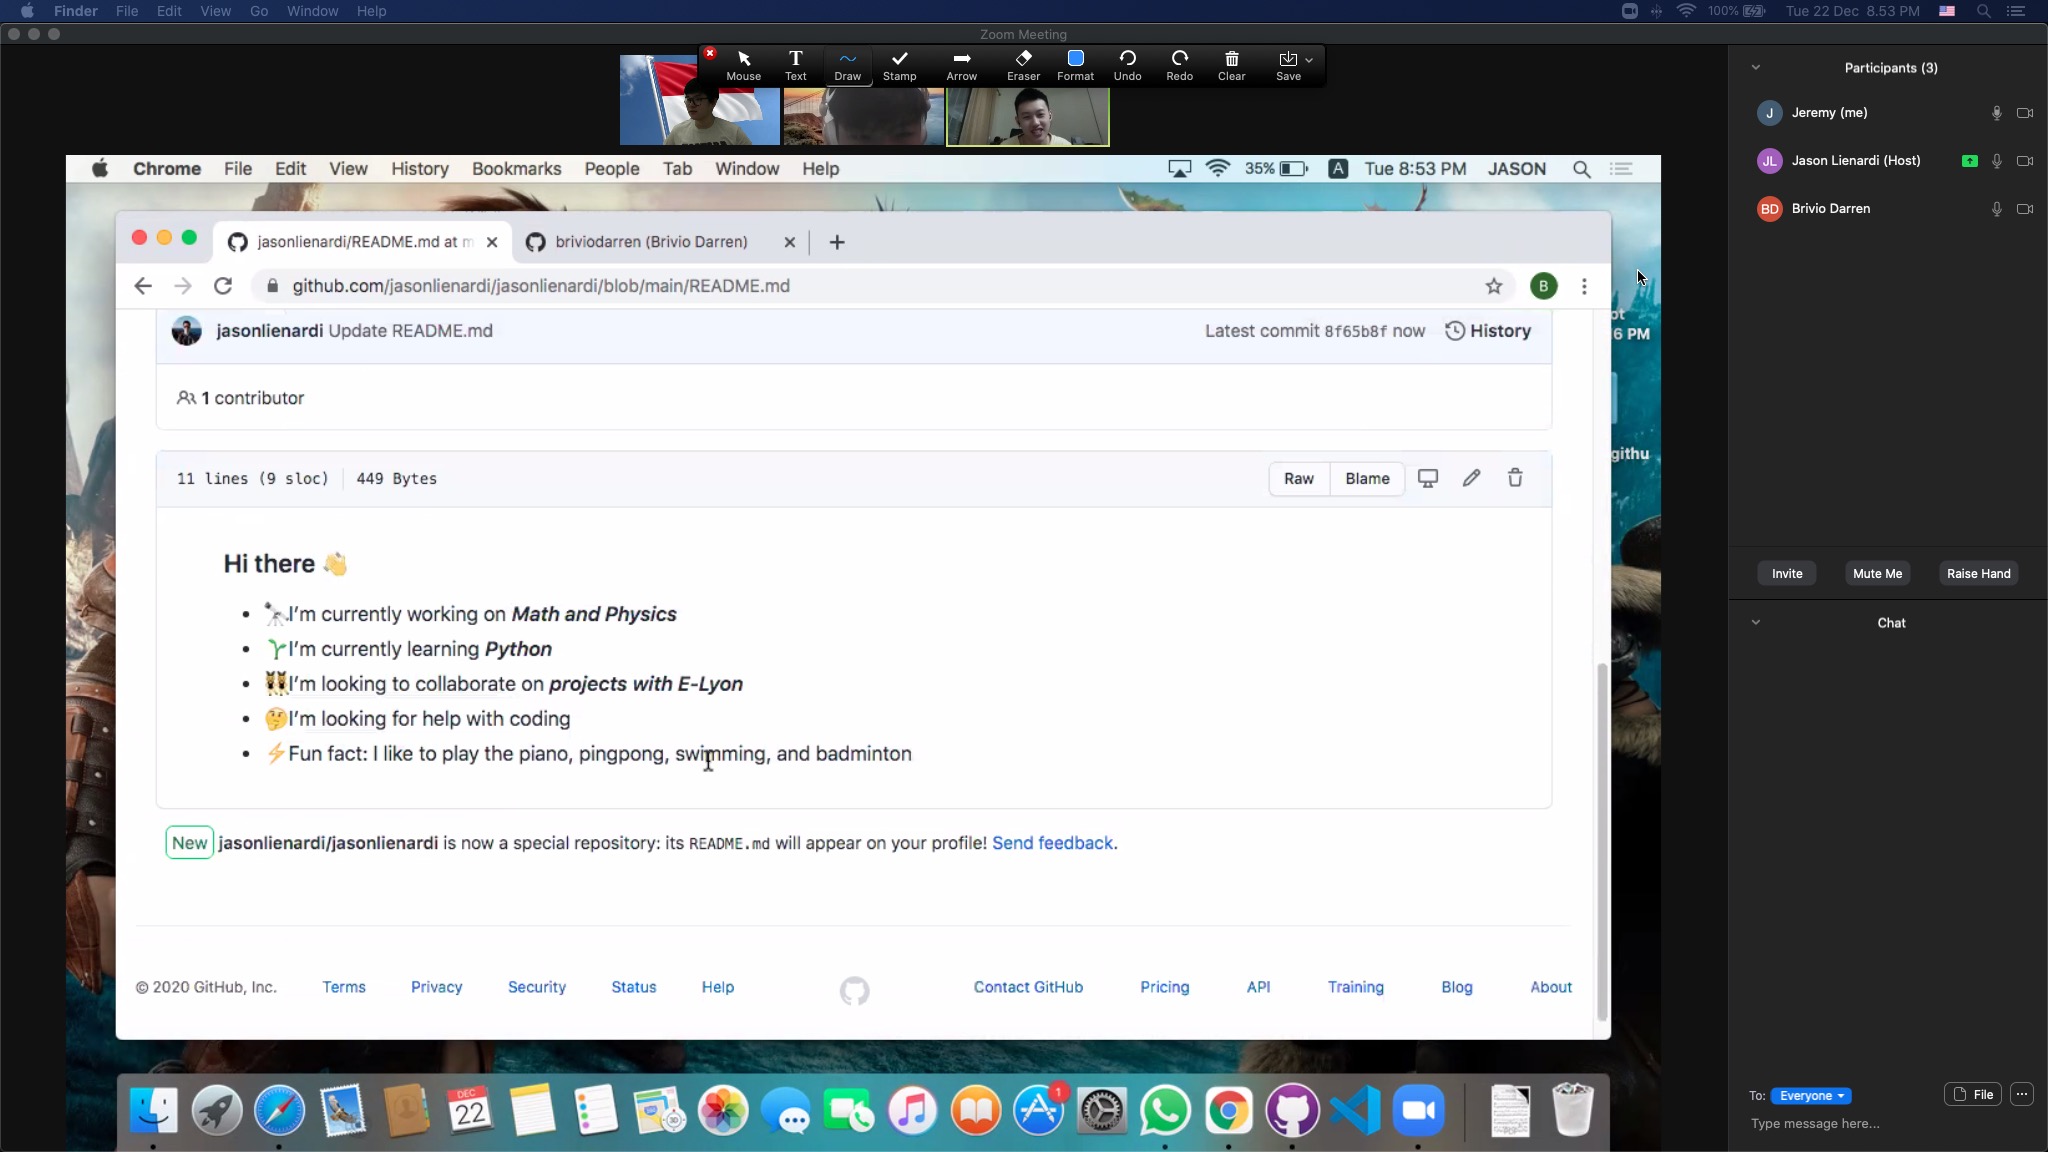 Finder File Edit View Go Window Help 100% Tue 22 Dec 8.53 PM
Zoom Meeting
Mouse Text Draw Stamp Arrow Eraser Format Undo Redo Clear Save
Participants (3)
J Jeremy (me)
JL Jason Lienardi (Host)
BD Brivio Darren
Chrome File Edit View History Bookmarks People Tab Window Help 35% A Tue 8:53 PM JASON
jasonlienardi/README.md at m
briviodarren (Brivio Darren)
github.com/jasonlienardi/jasonlienardi/blob/main/README.md
B
6 PM
githu
jasonlienardi Update README.md
Latest commit 8f65b8f now
History
1 contributor
11 lines (9 sloc) 449 Bytes
Raw Blame
Hi there 👋
• 🔭I'm currently working on Math and Physics
• 🌱I'm currently learning Python
• 👯I'm looking to collaborate on projects with E-Lyon
• 🤔I'm looking for help with coding
• ⚡Fun fact: I like to play the piano, pingpong, swimming, and badminton
New jasonlienardi/jasonlienardi is now a special repository: its README.md will appear on your profile! Send feedback.
© 2020 GitHub, Inc. Terms Privacy Security Status Help Contact GitHub Pricing API Training Blog About
DEC
22
1
Invite Mute Me Raise Hand
Chat
To: Everyone File ...
Type message here...